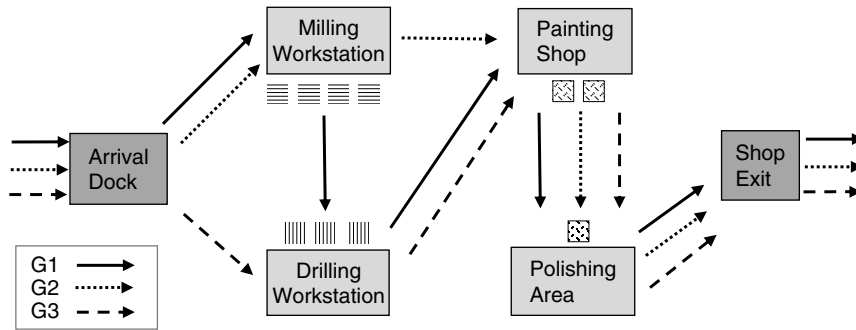 Milling
Workstation
Painting
Shop
Arrival
Dock
Shop
Exit
Drilling
Workstation
Polishing
Area
G1
G2
G3